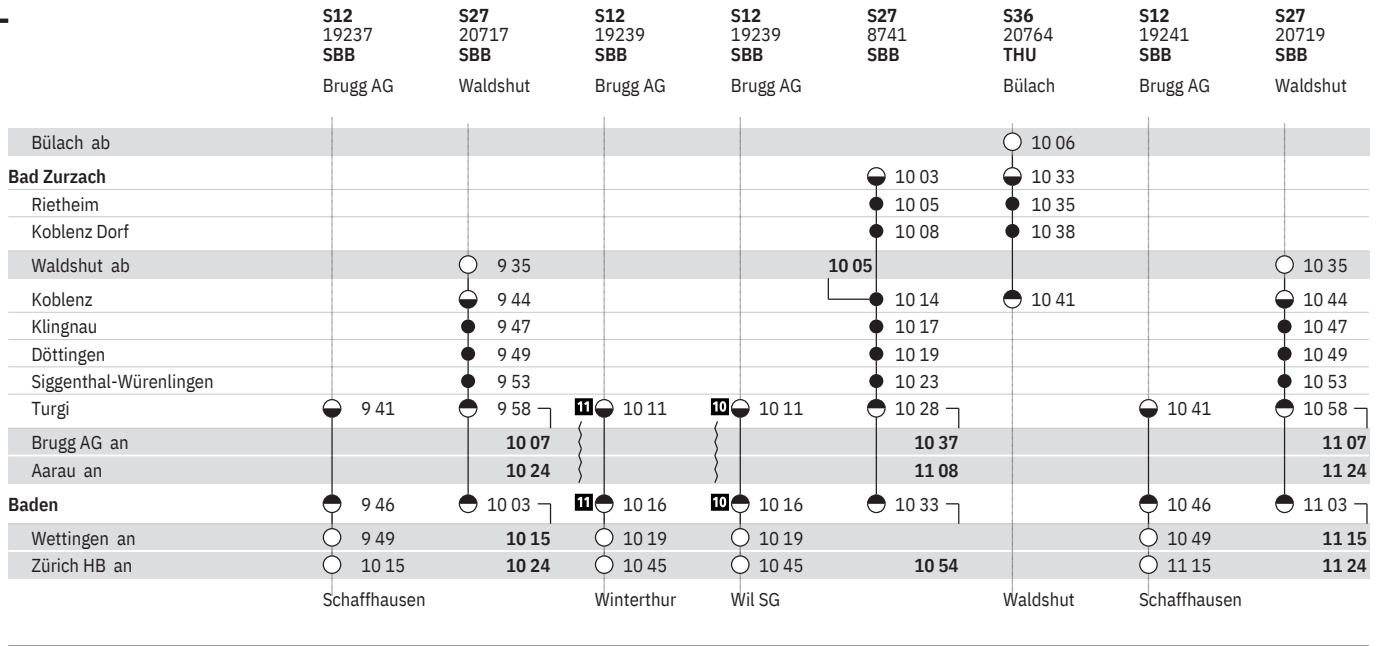 S12 S27 S12 S12 S27 S36 S12 S27
19237 20717 19239 19239 8741 20764 19241 20719
SBB SBB SBB SBB SBB THU SBB SBB
Brugg AG Waldshut Brugg AG Brugg AG Bülach Brugg AG Waldshut
Bülach ab 10 06
Bad Zurzach 10 03 10 33
Rietheim 10 05 10 35
Koblenz Dorf 10 08 10 38
Waldshut ab 9 35 10 05 10 35
Koblenz 9 44 10 14 10 41 10 44
Klingnau 9 47 10 17 10 47
Döttingen 9 49 10 19 10 49
Siggenthal-Würenlingen 9 53 10 23 10 53
Turgi 9 41 9 58 11 10 11 10 10 11 10 28 10 41 10 58
Brugg AG an 10 07 10 37 11 07
Aarau an 10 24 11 08 11 24
Baden 9 46 10 03 11 10 16 10 10 16 10 33 10 46 11 03
Wettingen an 9 49 10 15 10 19 10 19 10 49 11 15
Zürich HB an 10 15 10 24 10 45 10 45 10 54 11 15 11 24
Schaffhausen Winterthur Wil SG Waldshut Schaffhausen